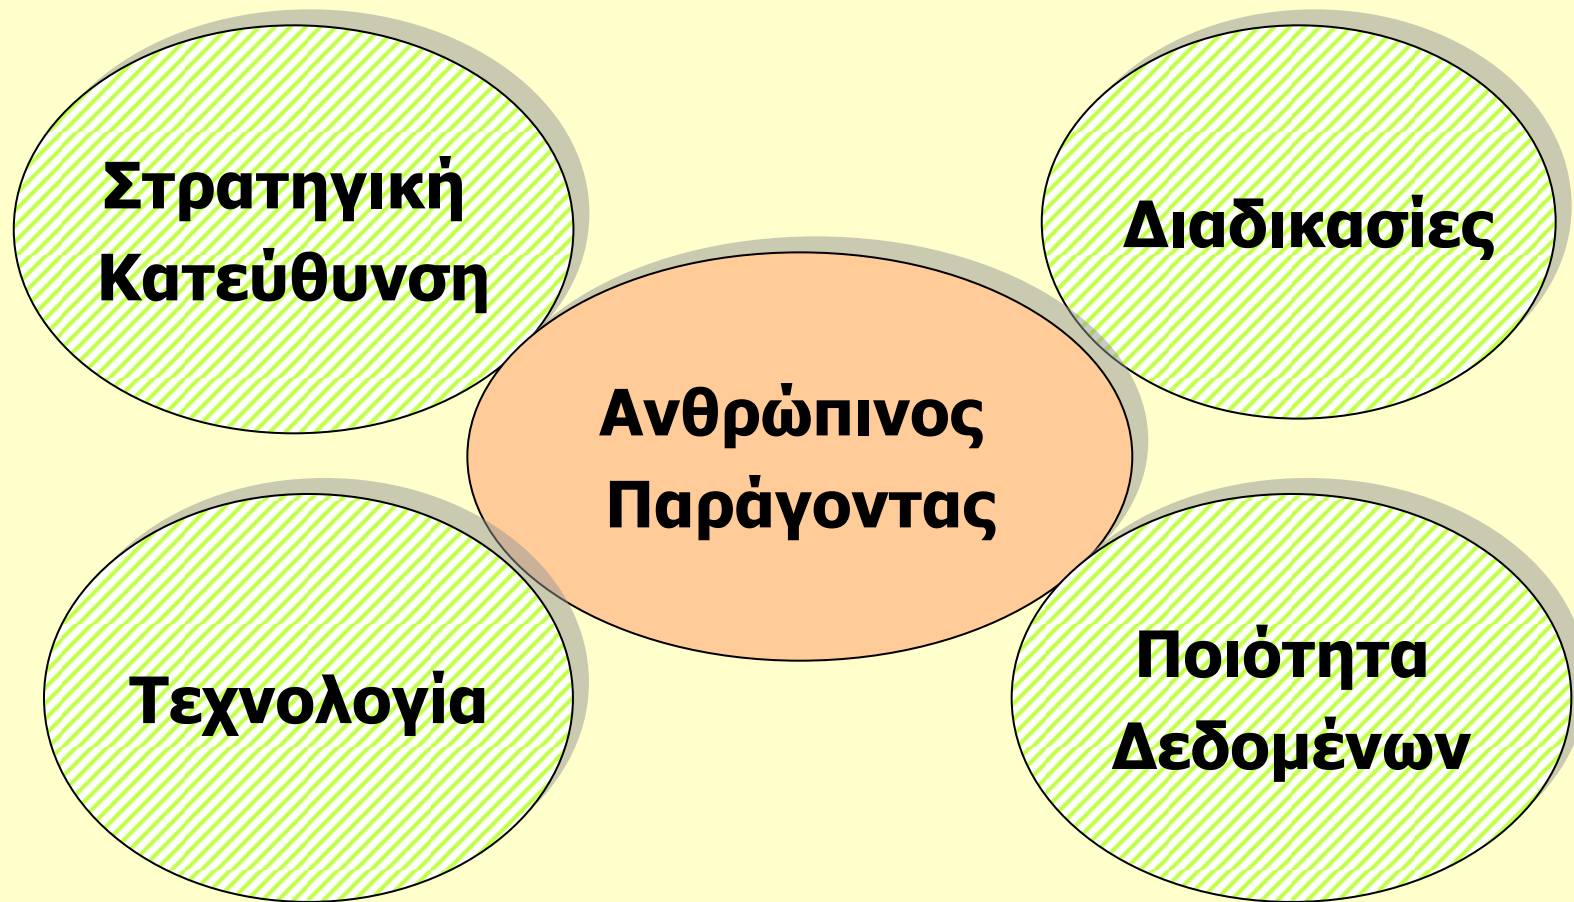 Στρατηγική
Κατεύθυνση
Διαδικασίες
Ανθρώπινος
Παράγοντας
Τεχνολογία
Ποιότητα
Δεδομένων